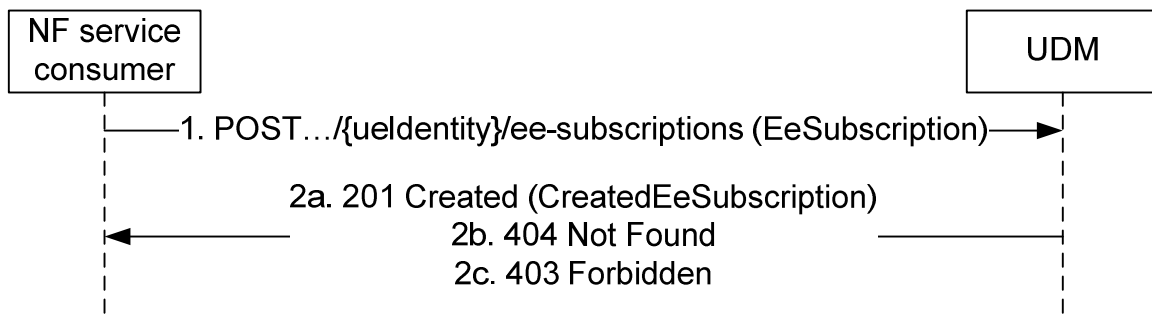 NF service
consumer
UDM
1. POST…/{ueIdentity}/ee-subscriptions (EeSubscription)
2a. 201 Created (CreatedEeSubscription)
2b. 404 Not Found
2c. 403 Forbidden